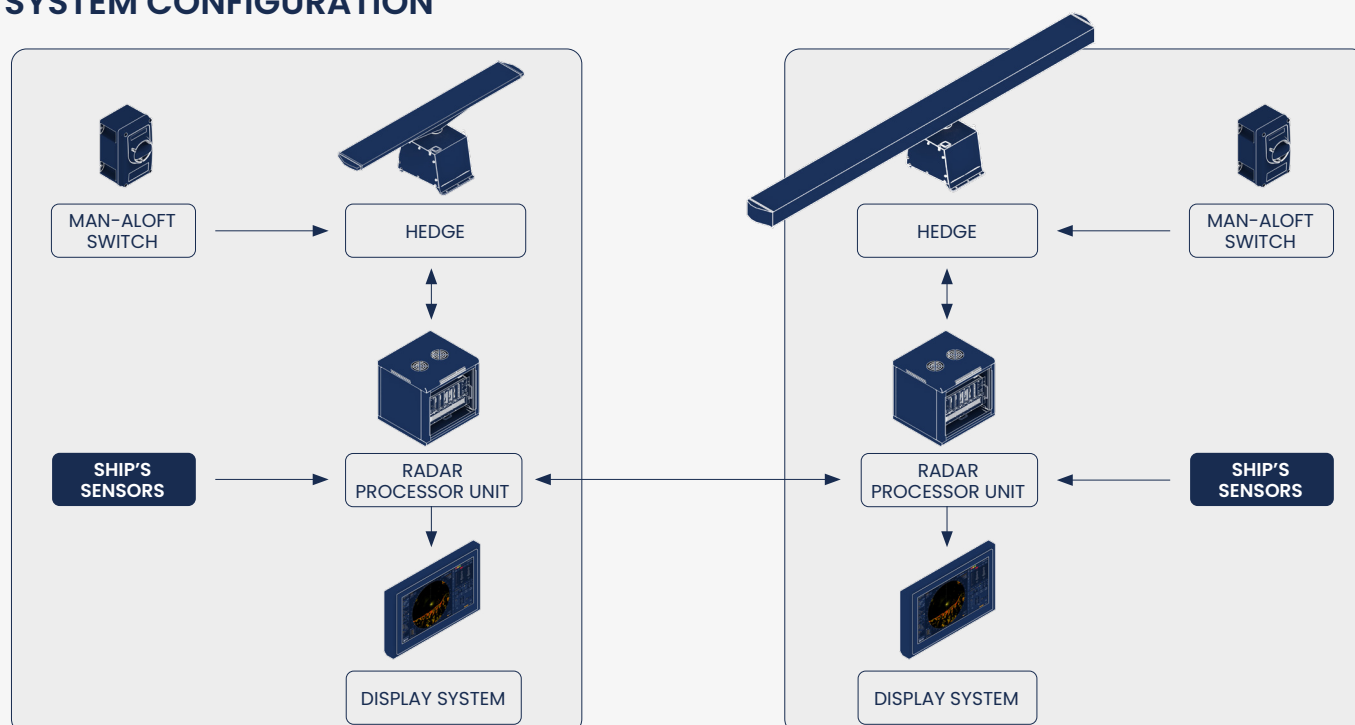 SYSTEM CONFIGURATION
MAN-ALOFT
SWITCH
HEDGE
HEDGE
MAN-ALOFT
SWITCH
SHIP'S
SENSORS
RADAR
PROCESSOR UNIT
RADAR
PROCESSOR UNIT
SHIP'S
SENSORS
DISPLAY SYSTEM
DISPLAY SYSTEM